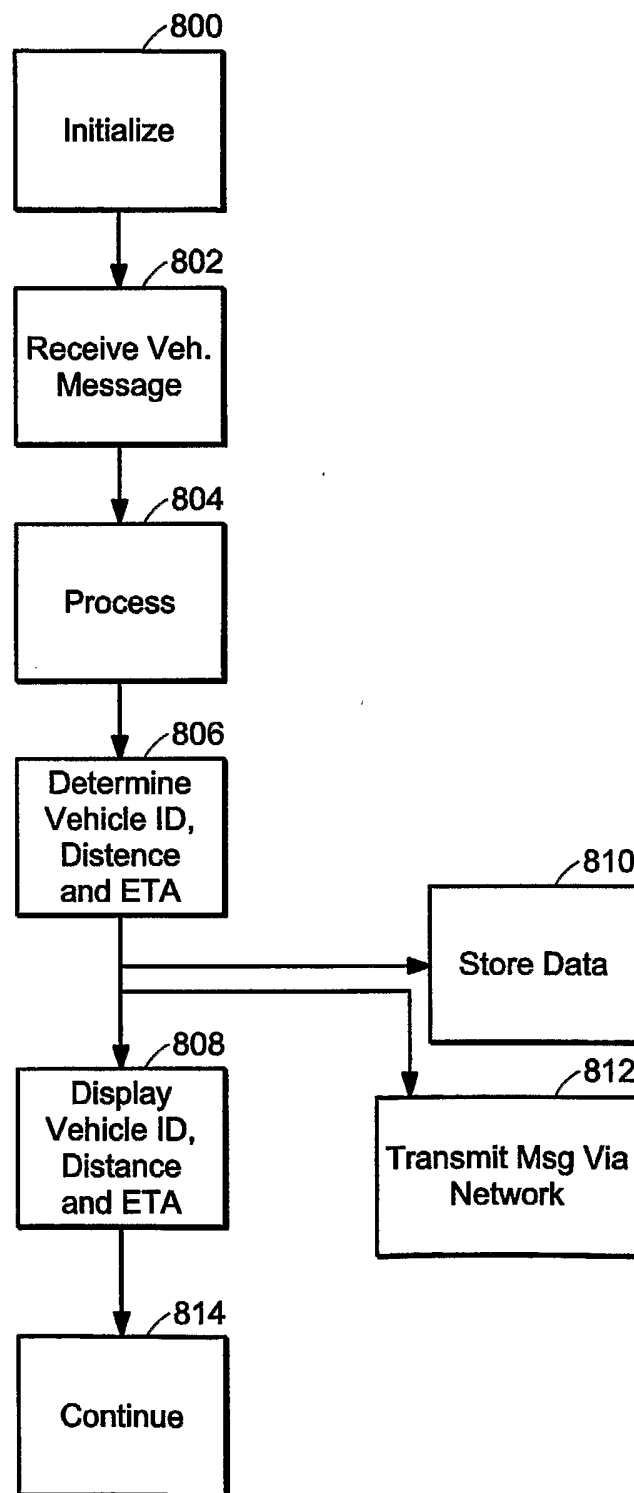 800
Initialize
802
Receive Veh.
Message
804
Process
806
Determine
Vehicle ID,
Distence
and ETA
810
Store Data
808
Display
Vehicle ID,
Distance
and ETA
812
Transmit Msg Via
Network
814
Continue